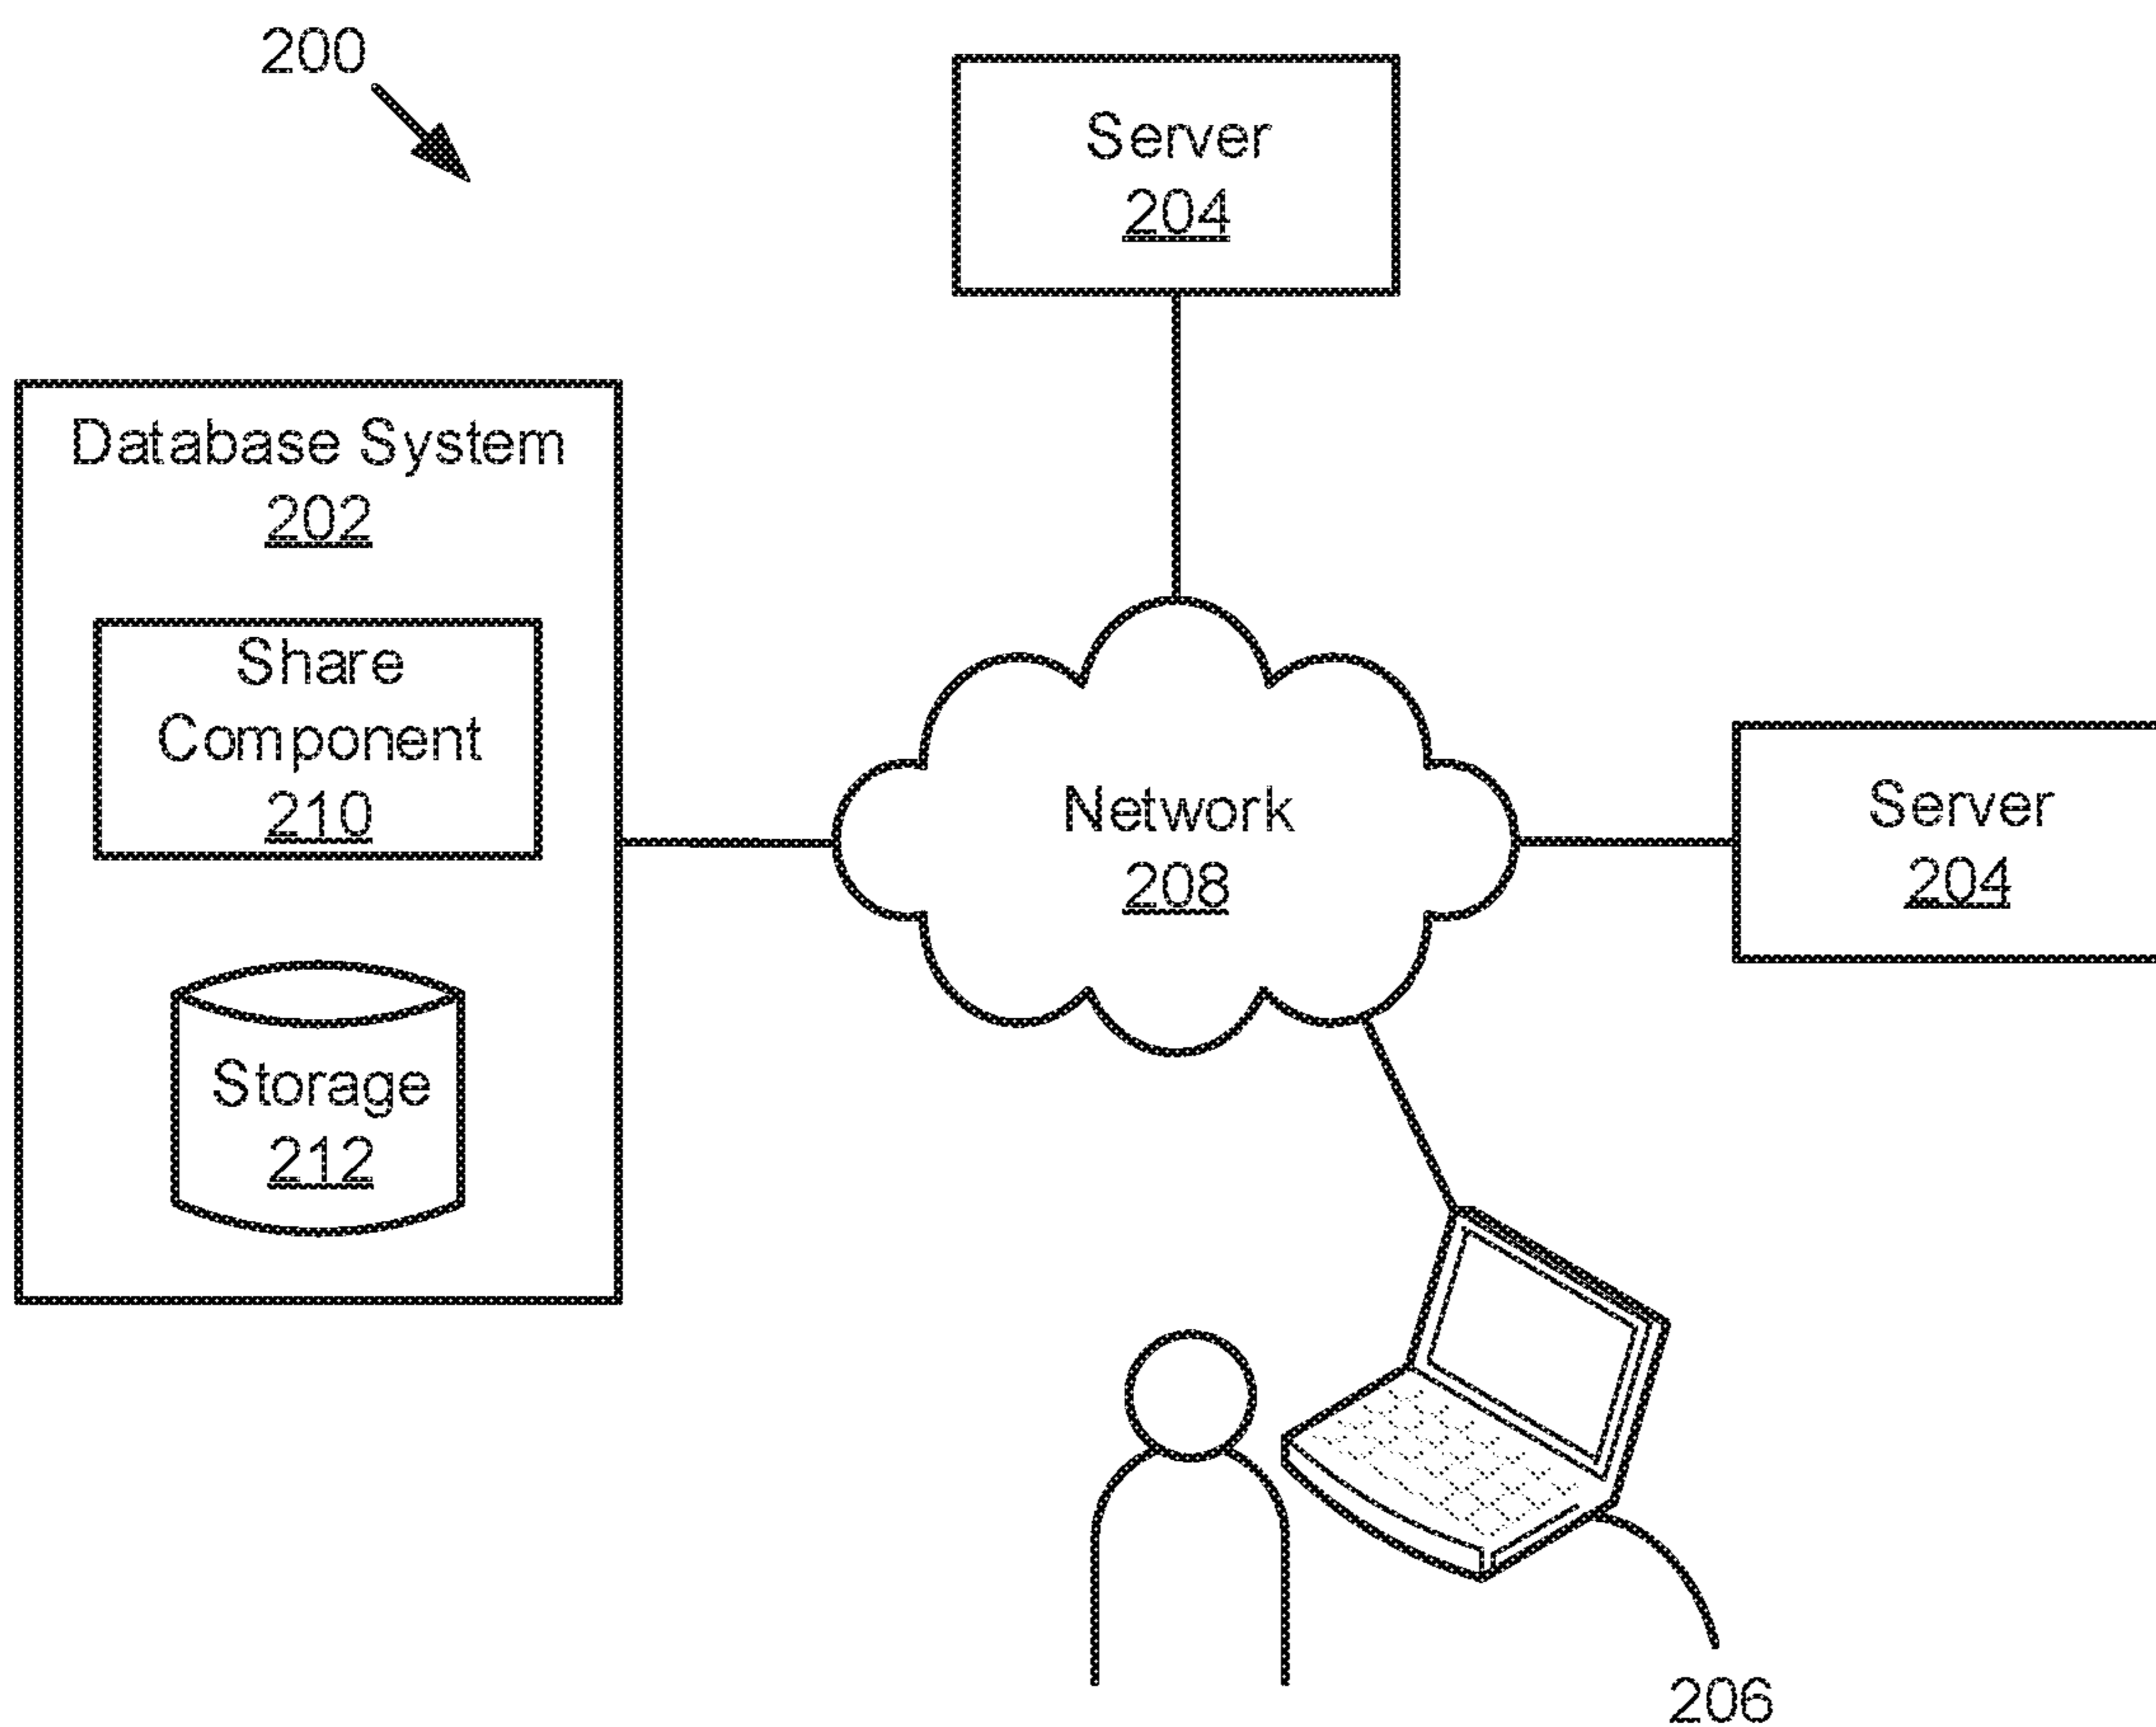 200
Server
204
Database System
202
Share
Component
210
Storage
212
Network
208
Server
204
206